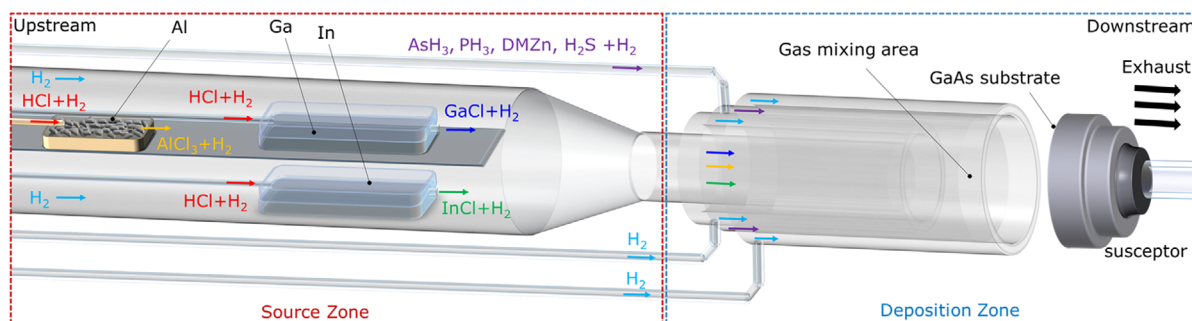 Upstream
Al
Ga
In
AsH₃, PH₃, DMZn, H₂S +H₂
Downstream
Gas mixing area
GaAs substrate
Exhaust
H₂
HCl+H₂
HCl+H₂
GaCl+H₂
AlCl₃+H₂
H₂
HCl+H₂
InCl+H₂
H₂
H₂
susceptor
Source Zone
Deposition Zone